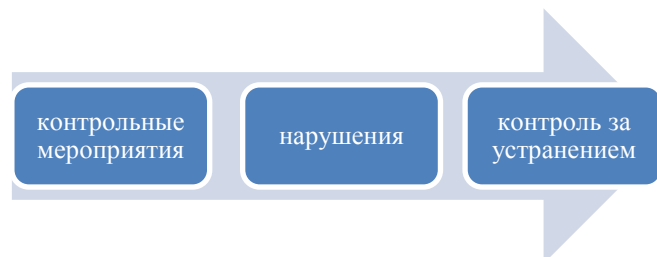 контрольные
мероприятия
нарушения
контроль за
устранением